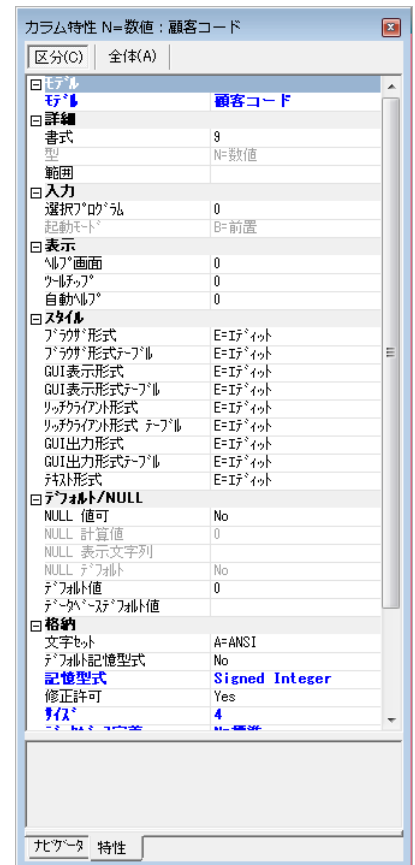 カラム特性 N=数値：顧客コード
区分(C) 全体(A)
ﾓﾃﾞﾙ
ﾓﾃﾞﾙ 顧客コード
詳細
書式 9
型 N=数値
範囲
入力
選択ﾌﾟﾛｸﾞﾗﾑ 0
起動ﾓｰﾄﾞ B=前置
表示
ﾍﾙﾌﾟ画面 0
ﾂｰﾙﾁｯﾌﾟ 0
自動ﾍﾙﾌﾟ 0
ｽﾀｲﾙ
ﾌﾞﾗｳｻﾞ形式 E=ｴﾃﾞｨｯﾄ
ﾌﾞﾗｳｻﾞ形式ﾃｰﾌﾞﾙ E=ｴﾃﾞｨｯﾄ
GUI表示形式 E=ｴﾃﾞｨｯﾄ
GUI表示形式ﾃｰﾌﾞﾙ E=ｴﾃﾞｨｯﾄ
ﾘｯﾁｸﾗｲｱﾝﾄ形式 E=ｴﾃﾞｨｯﾄ
ﾘｯﾁｸﾗｲｱﾝﾄ形式 ﾃｰﾌﾞﾙ E=ｴﾃﾞｨｯﾄ
GUI出力形式 E=ｴﾃﾞｨｯﾄ
GUI出力形式ﾃｰﾌﾞﾙ E=ｴﾃﾞｨｯﾄ
ﾃｷｽﾄ形式 E=ｴﾃﾞｨｯﾄ
ﾃﾞﾌｫﾙﾄ/NULL
NULL 値可 No
NULL 計算値 0
NULL 表示文字列
NULL ﾃﾞﾌｫﾙﾄ No
ﾃﾞﾌｫﾙﾄ値 0
ﾃﾞｰﾀﾍﾞｰｽﾃﾞﾌｫﾙﾄ値
格納
文字ｾｯﾄ A=ANSI
ﾃﾞﾌｫﾙﾄ記憶型式 No
記憶型式 Signed Integer
修正許可 Yes
ｻｲｽﾞ 4
ﾅﾋﾞｹﾞｰﾀ 特性